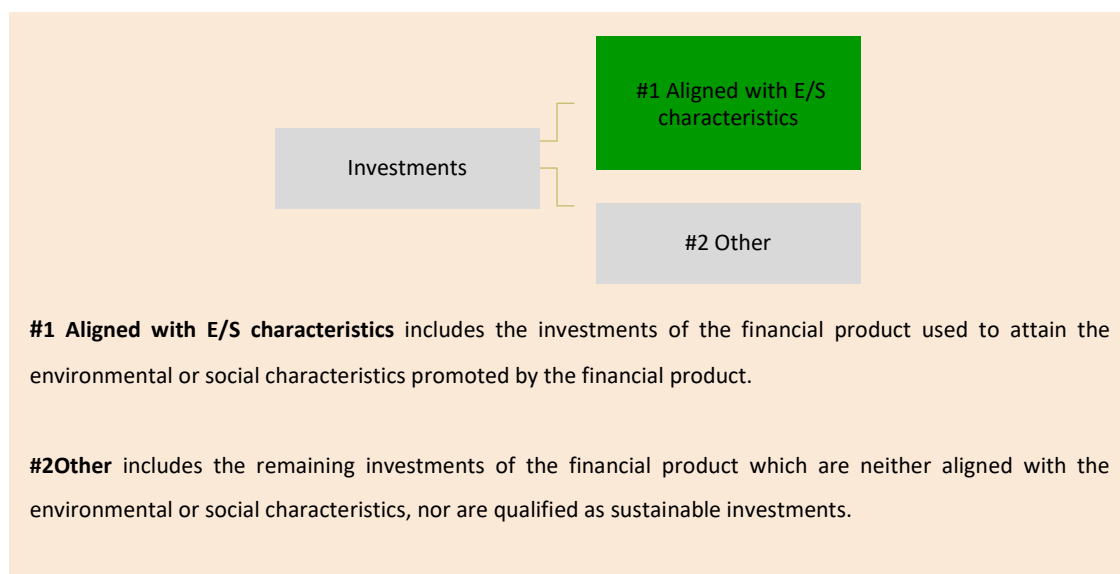 #1 Aligned with E/S
characteristics
Investments
#2 Other
#1 Aligned with E/S characteristics includes the investments of the financial product used to attain the
environmental or social characteristics promoted by the financial product.
#2Other includes the remaining investments of the financial product which are neither aligned with the
environmental or social characteristics, nor are qualified as sustainable investments.